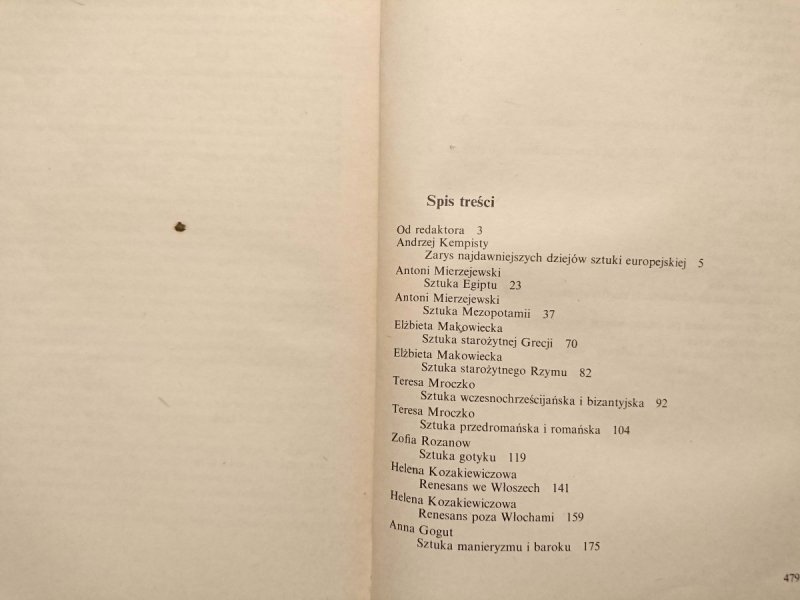 Spis treści
Od redaktora 3
Andrzej Kempisty
Zarys najdawniejszych dziejów sztuki europejskiej 5
Antoni Mierzejewski
Sztuka Egiptu 23
Antoni Mierzejewski
Sztuka Mezopotamii 37
Elżbieta Makowiecka
Sztuka starożytnej Grecji 70
Elżbieta Makowiecka
Sztuka starożytnego Rzymu 82
Teresa Mroczko
Sztuka wczesnochrześcijańska i bizantyjska 92
Teresa Mroczko
Sztuka przedromańska i romańska 104
Zofia Rozanow
Sztuka gotyku 119
Helena Kozakiewiczowa
Renesans we Włoszech 141
Helena Kozakiewiczowa
Renesans poza Włochami 159
Anna Gogut
Sztuka manieryzmu i baroku 175
479